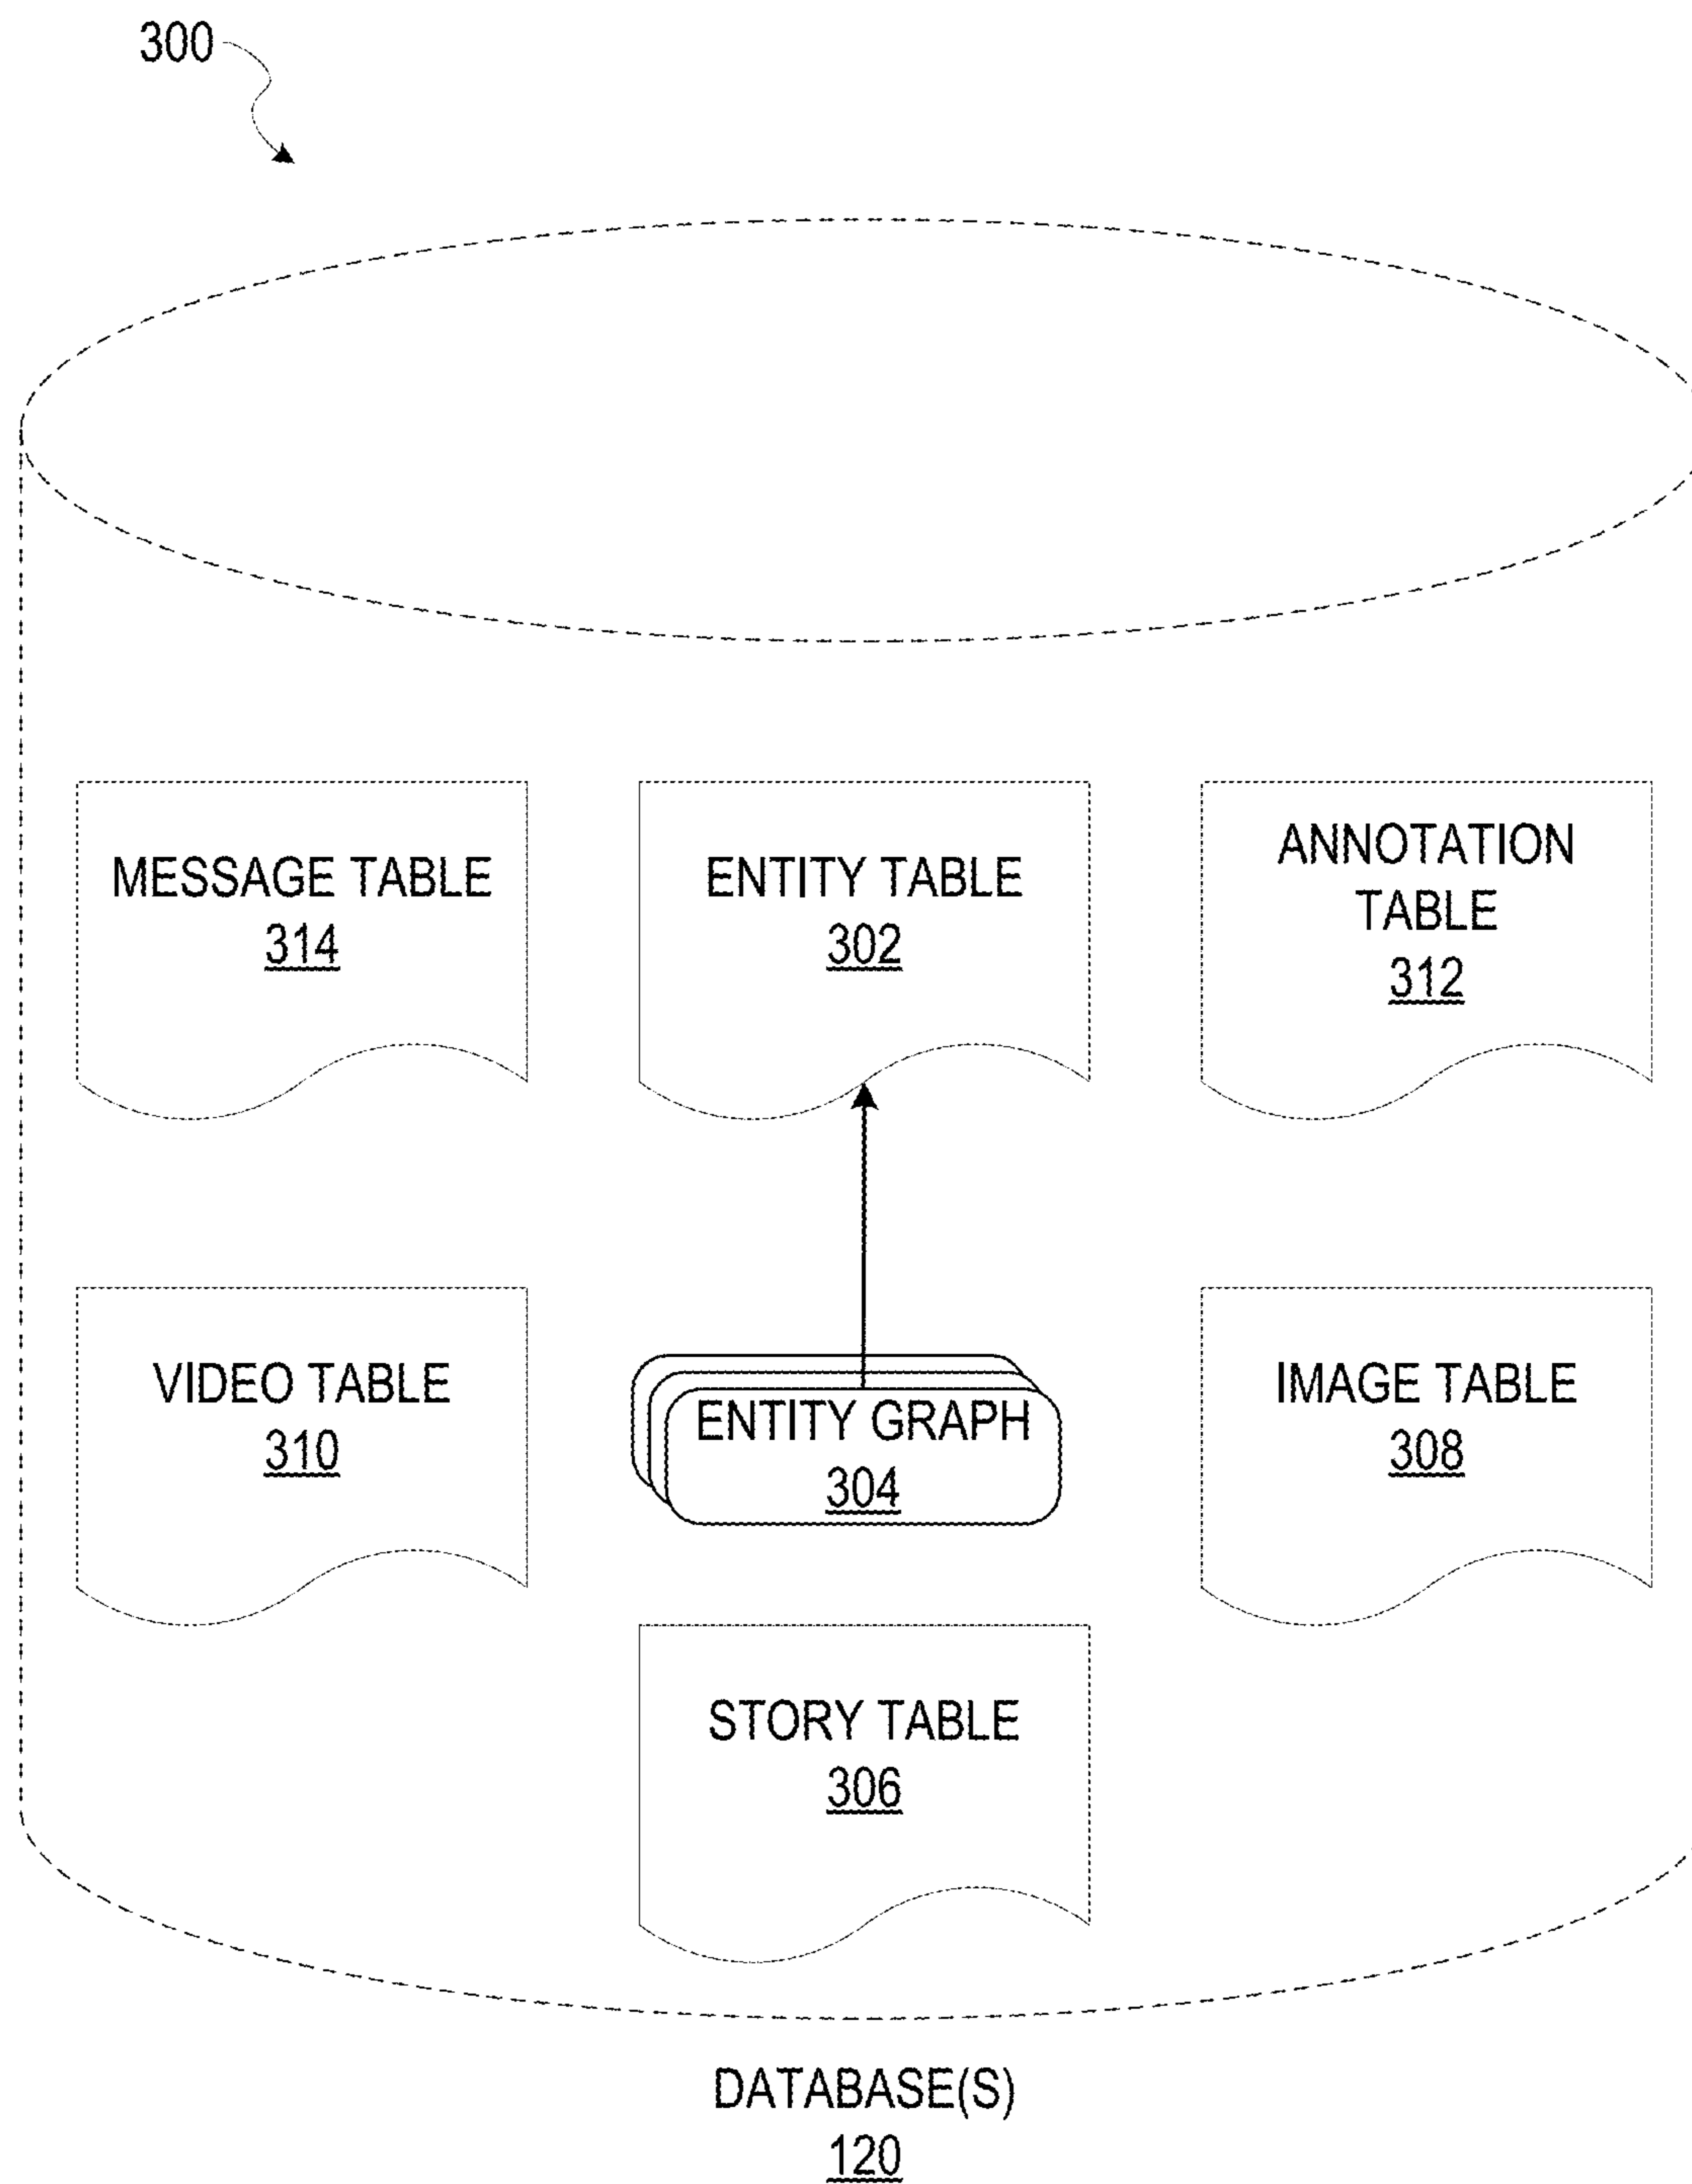 300
MESSAGE TABLE
314
ENTITY TABLE
302
ANNOTATION
TABLE
312
VIDEO TABLE
310
ENTITY GRAPH
304
IMAGE TABLE
308
STORY TABLE
306
DATABASE(S)
120